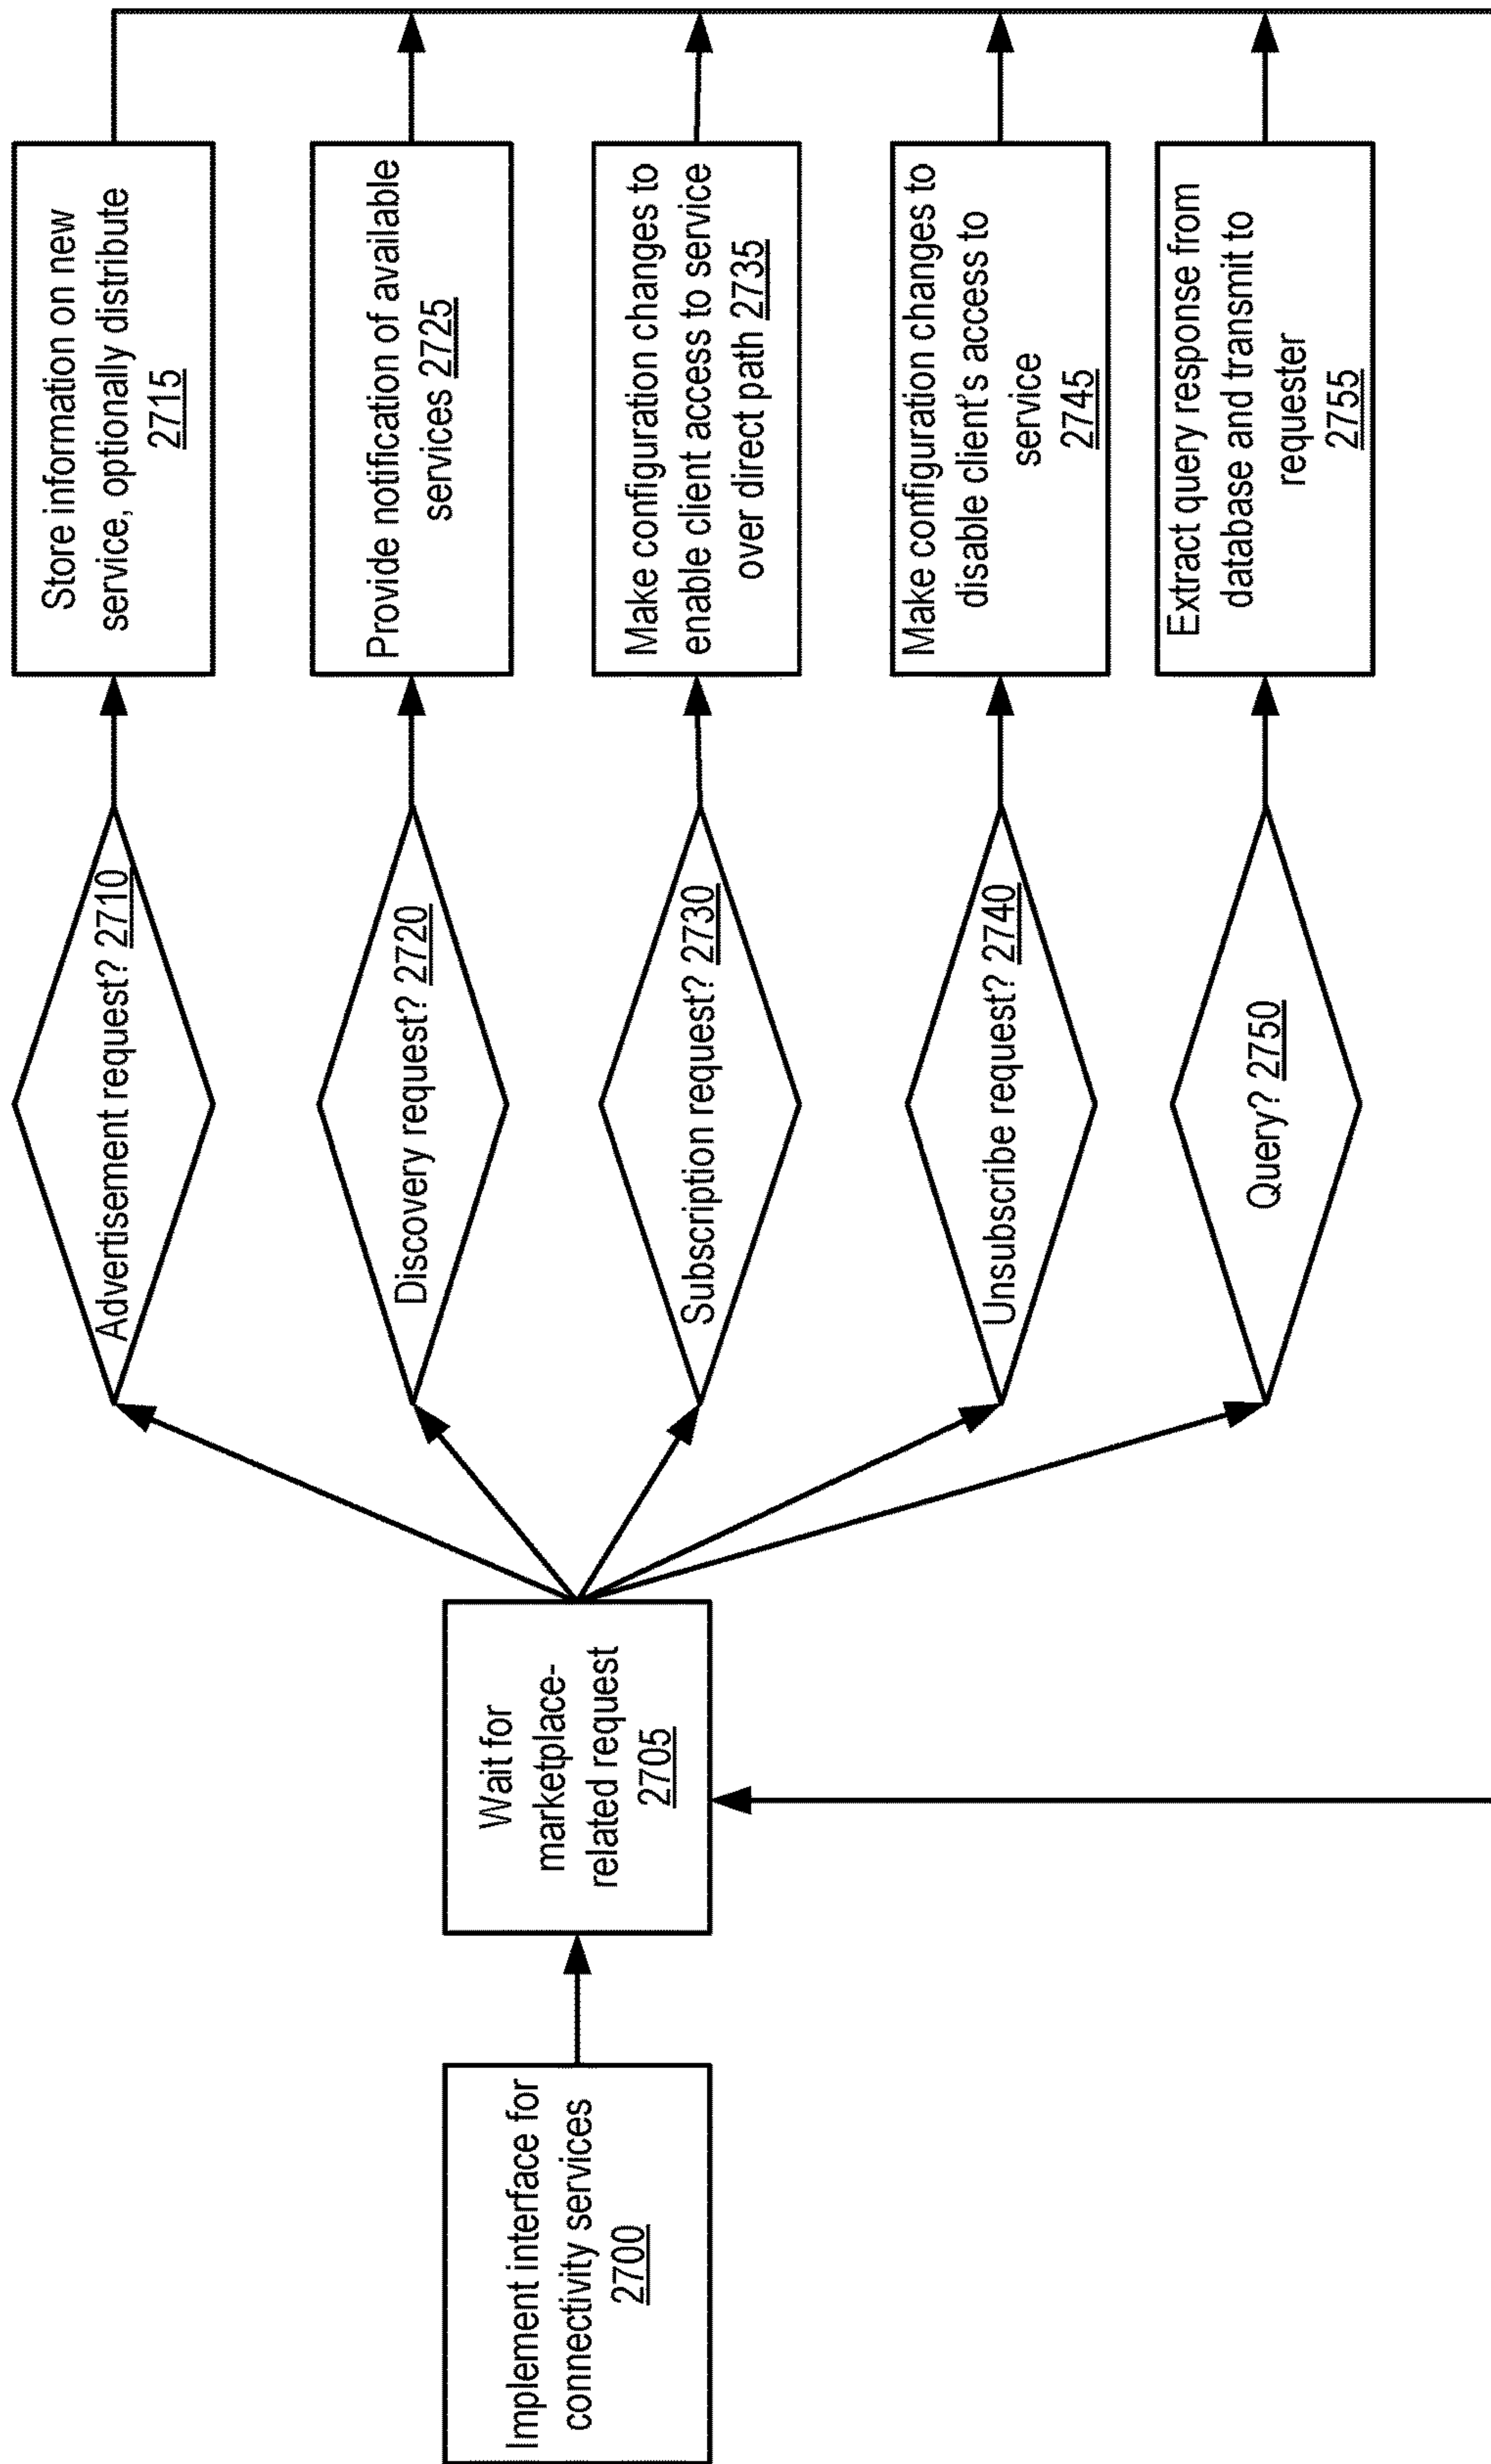 Implement interface for
connectivity services
2700
Wait for
marketplace-
related request
2705
Advertisement request? 2710
Store information on new
service, optionally distribute
2715
Discovery request? 2720
Provide notification of available
services 2725
Subscription request? 2730
Make configuration changes to
enable client access to service
over direct path 2735
Unsubscribe request? 2740
Make configuration changes to
disable client's access to
service
2745
Query? 2750
Extract query response from
database and transmit to
requester
2755